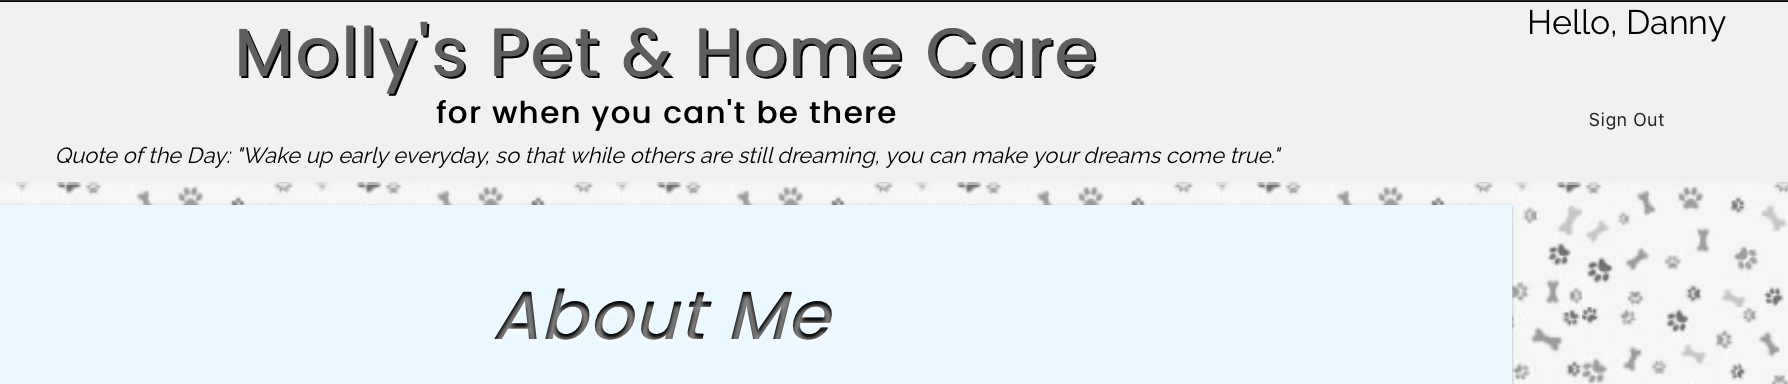 Molly's Pet & Home Care
Hello, Danny
for when you can't be there
Sign Out
Quote of the Day: "Wake up early everyday, so that while others are still dreaming, you can make your dreams come true."
About Me